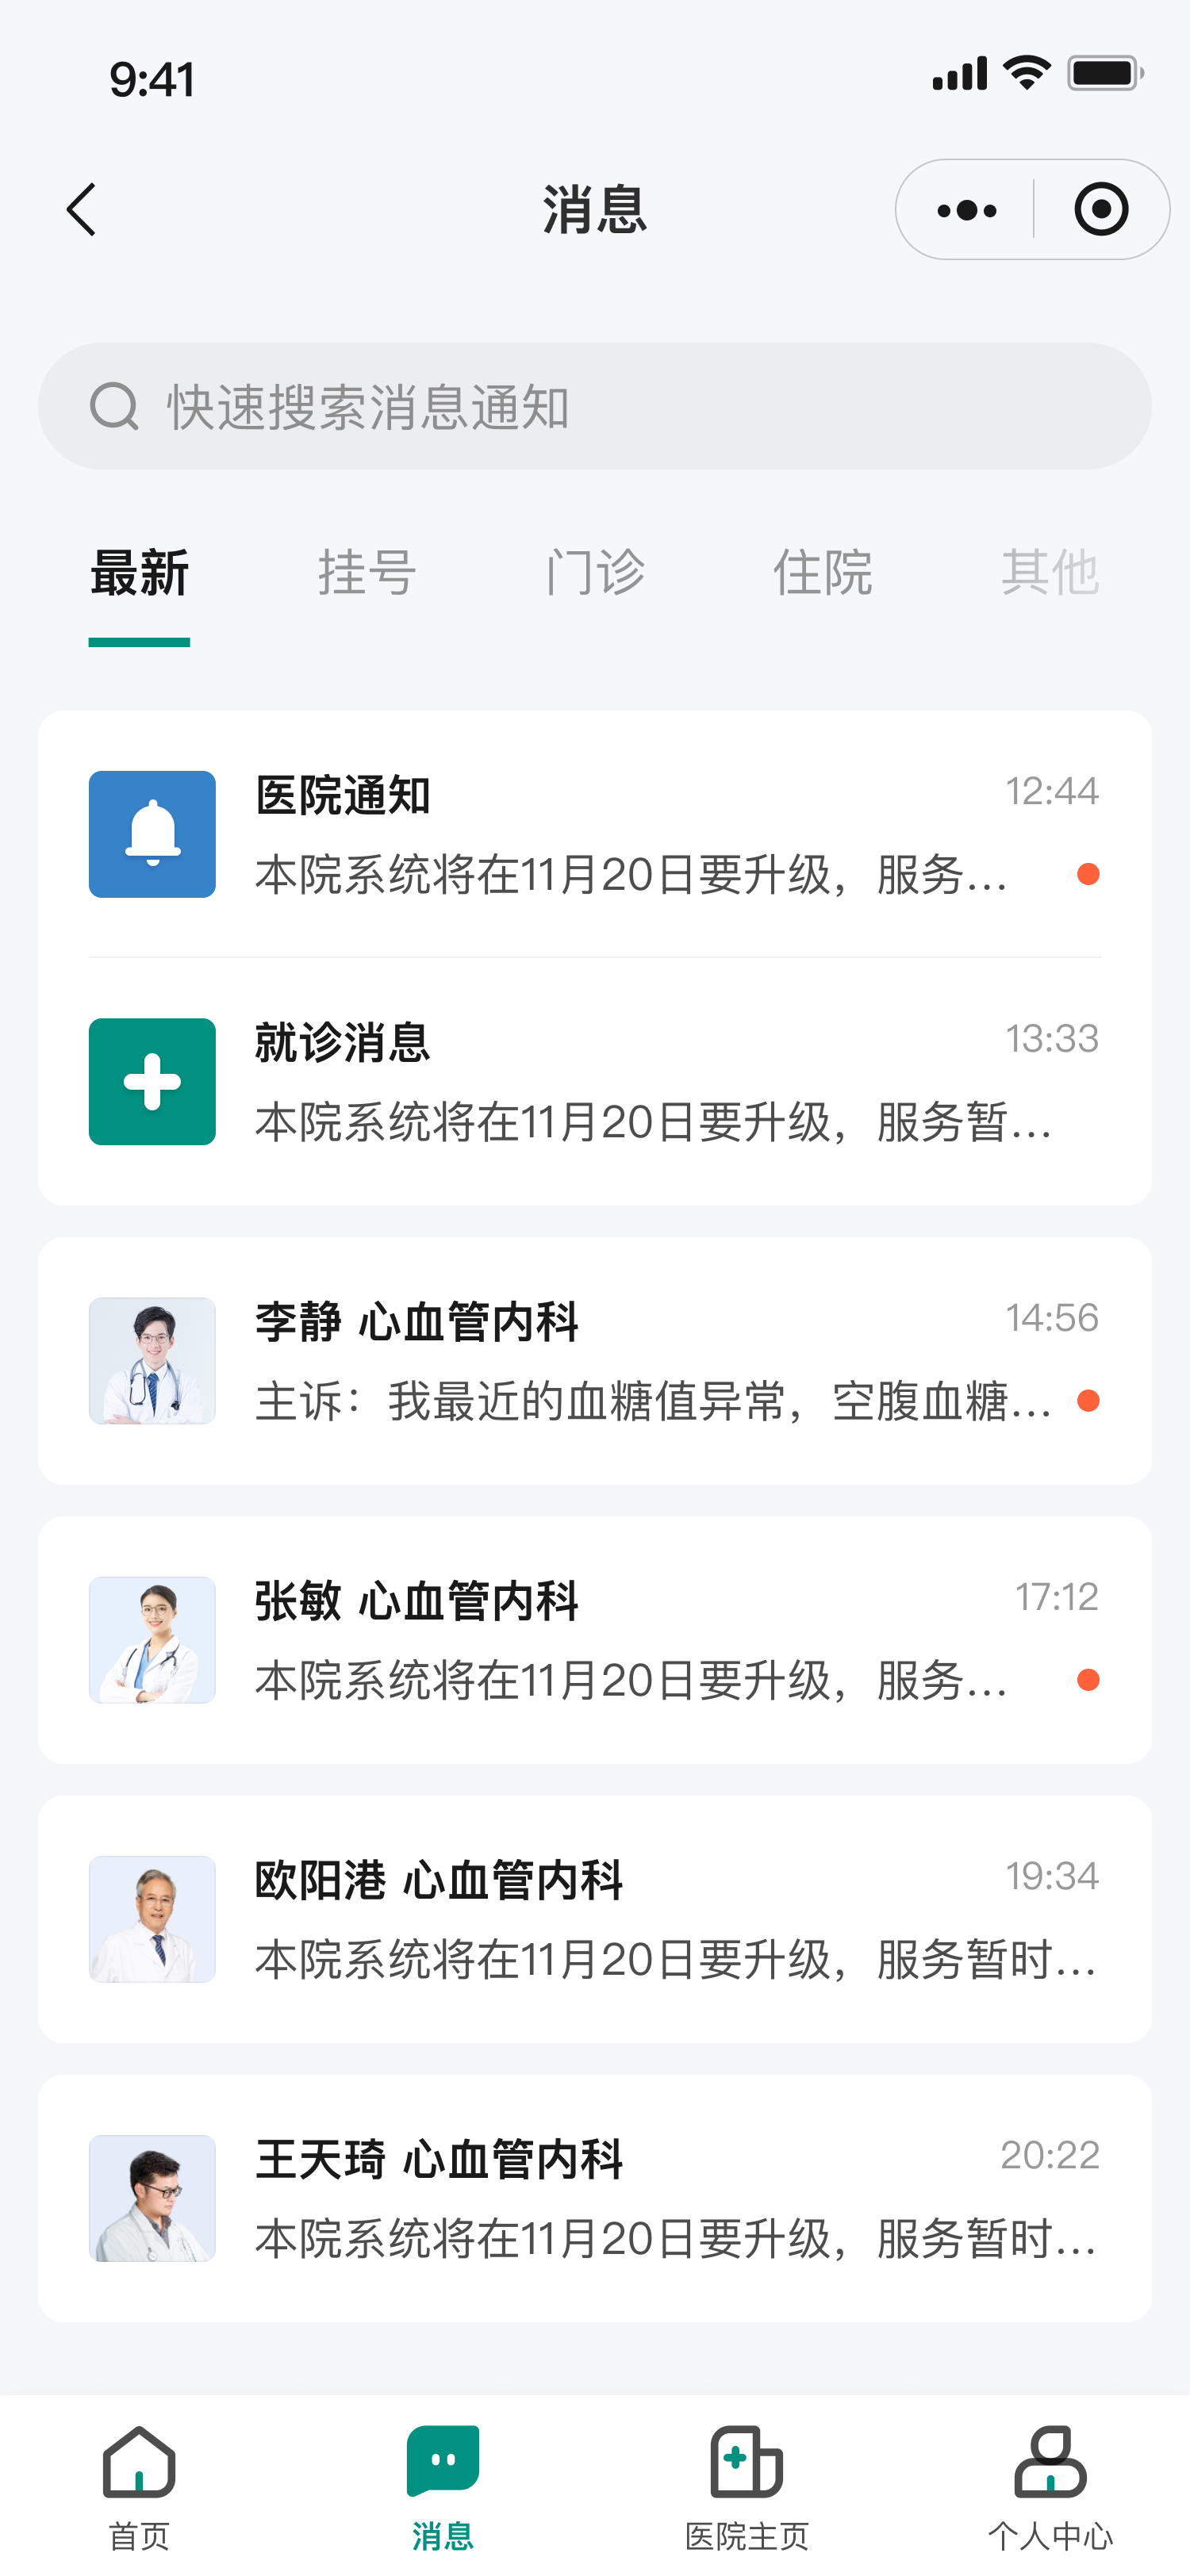 9:41
消息
快速搜索消息通知
最新 挂号 门诊 住院 其他
医院通知 12:44
本院系统将在11月20日要升级，服务...
就诊消息 13:33
本院系统将在11月20日要升级，服务暂...
李静 心血管内科 14:56
主诉：我最近的血糖值异常，空腹血糖...
张敏 心血管内科 17:12
本院系统将在11月20日要升级，服务...
欧阳港 心血管内科 19:34
本院系统将在11月20日要升级，服务暂时...
王天琦 心血管内科 20:22
本院系统将在11月20日要升级，服务暂时...
首页 消息 医院主页 个人中心